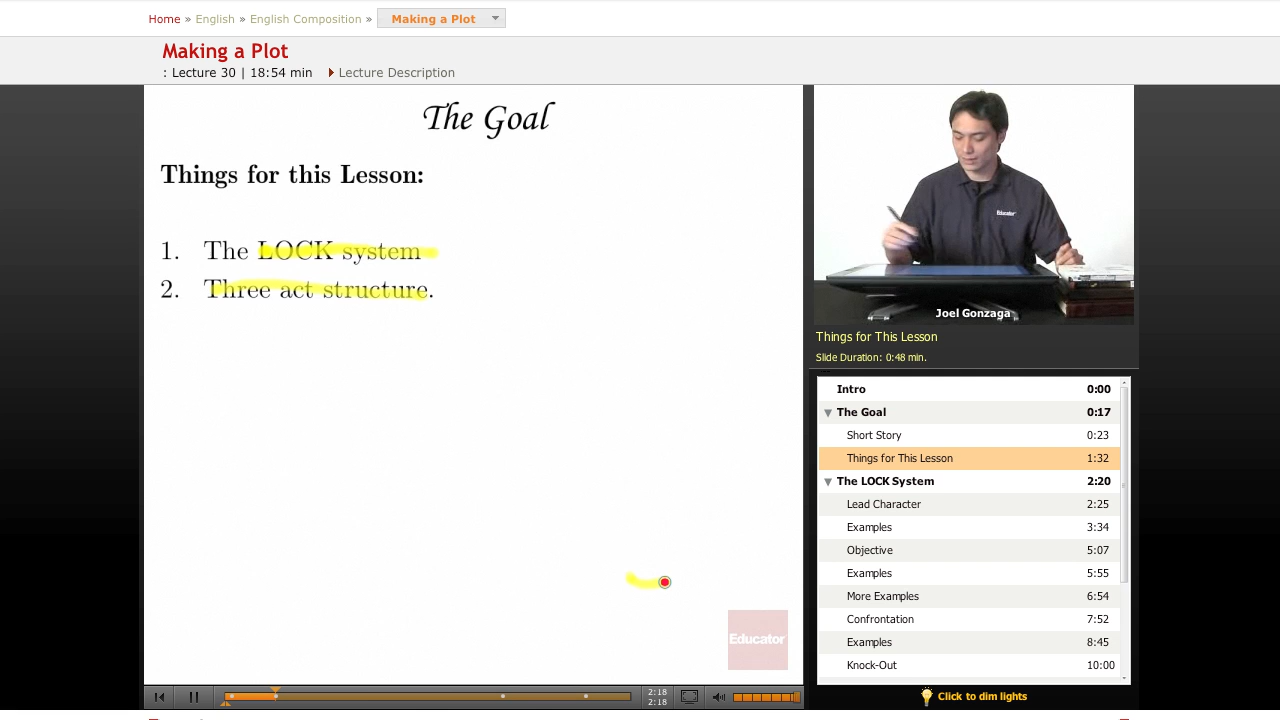 Home » English » English Composition » Making a Plot
Making a Plot
: Lecture 30 | 18:54 min Lecture Description
The Goal
Things for this Lesson:
1. The LOCK system
2. Three act structure.
Educator
Educator
Joel Gonzaga
Things for This Lesson
Slide Duration: 0:48 min.
Intro 0:00
The Goal 0:17
Short Story 0:23
Things for This Lesson 1:32
The LOCK System 2:20
Lead Character 2:25
Examples 3:34
Objective 5:07
Examples 5:55
More Examples 6:54
Confrontation 7:52
Examples 8:45
Knock-Out 10:00
2:18
2:18
Click to dim lights